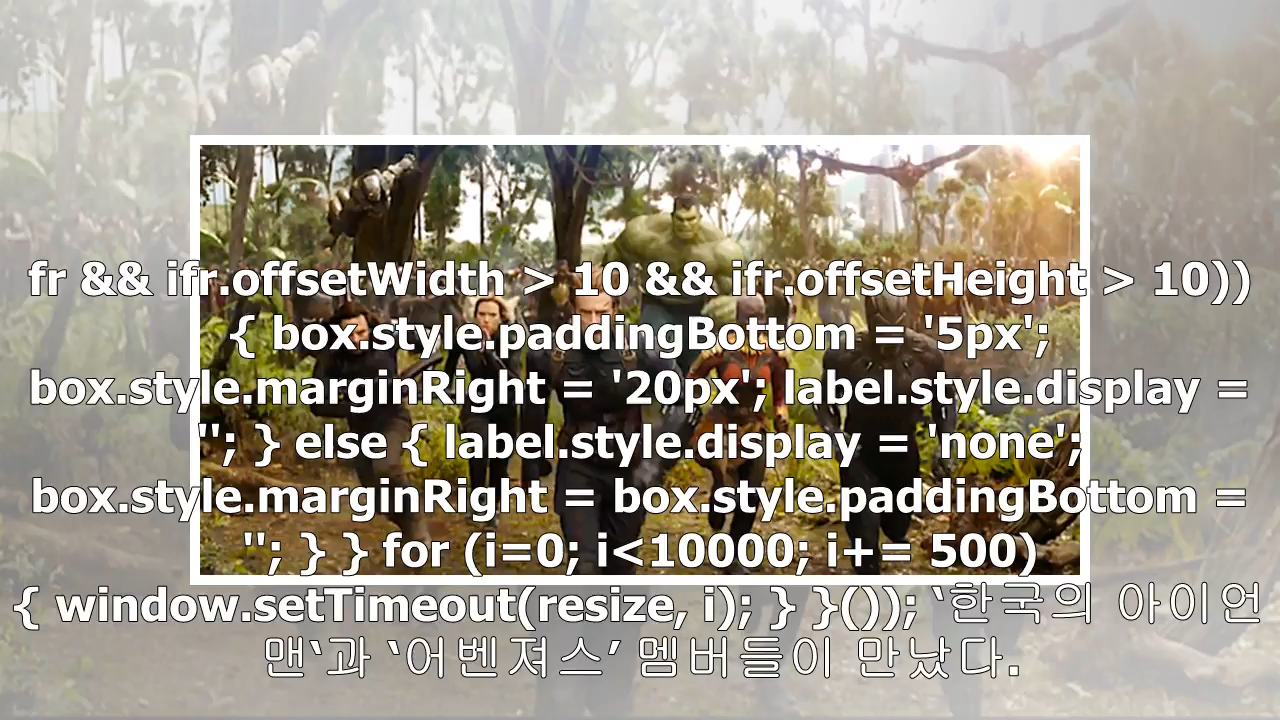 fr && ifr.offsetWidth > 10 && ifr.offsetHeight > 10))
{ box.style.paddingBottom = '5px';
box.style.marginRight = '20px'; label.style.display =
''; } else { label.style.display = 'none';
box.style.marginRight = box.style.paddingBottom =
''; } } for (i=0; i<10000; i+= 500)
{ window.setTimeout(resize, i); } }()); ‘한국의 아이언
맨‘과 ‘어벤져스’ 멤버들이 만났다.